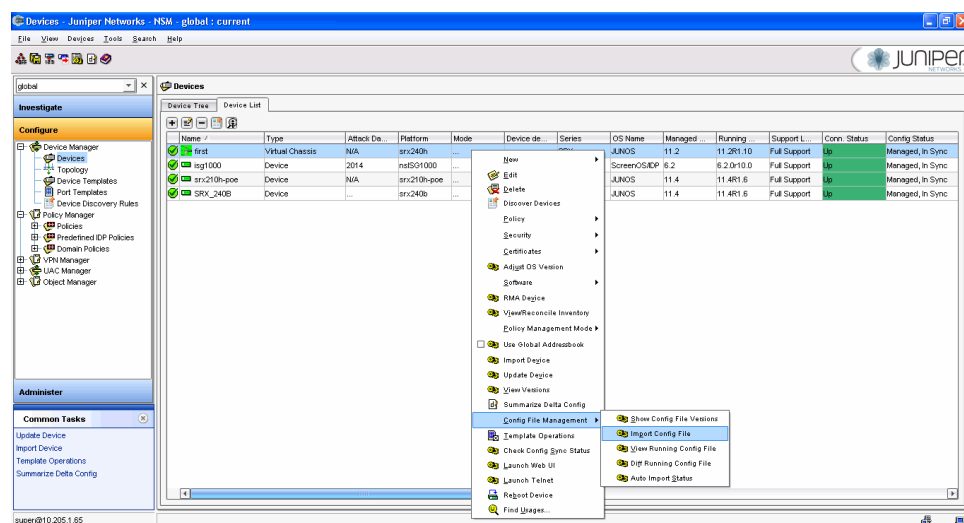 Devices - Juniper Networks - NSM - global : current
File View Devices Tools Search Help
JUNIPER
NETWORKS
global
Devices
Investigate
Device Tree Device List
Configure
Name / Type Attack Da... Platform Mode Device de... Series OS Name Managed ... Running ... Support L... Conn. Status Config Status
first Virtual Chassis N/A srx240h ... JUNOS 11.2 11.2R1.10 Full Support Up Managed, In Sync
isg1000 Device 2014 nsISG1000 ScreenOS/IDP 6.2 6.2.0r10.0 Full Support Up Managed, In Sync
srx210h-poe Device N/A srx210h-poe ... JUNOS 11.4 11.4R1.6 Full Support Up Managed, In Sync
SRX_240B Device ... srx240b ... JUNOS 11.4 11.4R1.6 Full Support Up Managed, In Sync
Device Manager
Devices
Topology
Device Templates
Port Templates
Device Discovery Rules
Policy Manager
Policies
Predefined IDP Policies
Domain Policies
VPN Manager
UAC Manager
Object Manager
New
Edit
Delete
Discover Devices
Policy
Security
Certificates
Adjust OS Version
Software
RMA Device
View/Reconcile Inventory
Policy Management Mode
Use Global Addressbook
Import Device
Update Device
View Versions
Summarize Delta Config
Config File Management
Template Operations
Check Config Sync Status
Launch Web UI
Launch Telnet
Reboot Device
Find Usages...
Show Config File Versions
Import Config File
View Running Config File
Diff Running Config File
Auto Import Status
Administer
Common Tasks
Update Device
Import Device
Template Operations
Summarize Delta Config
super@10.205.1.65